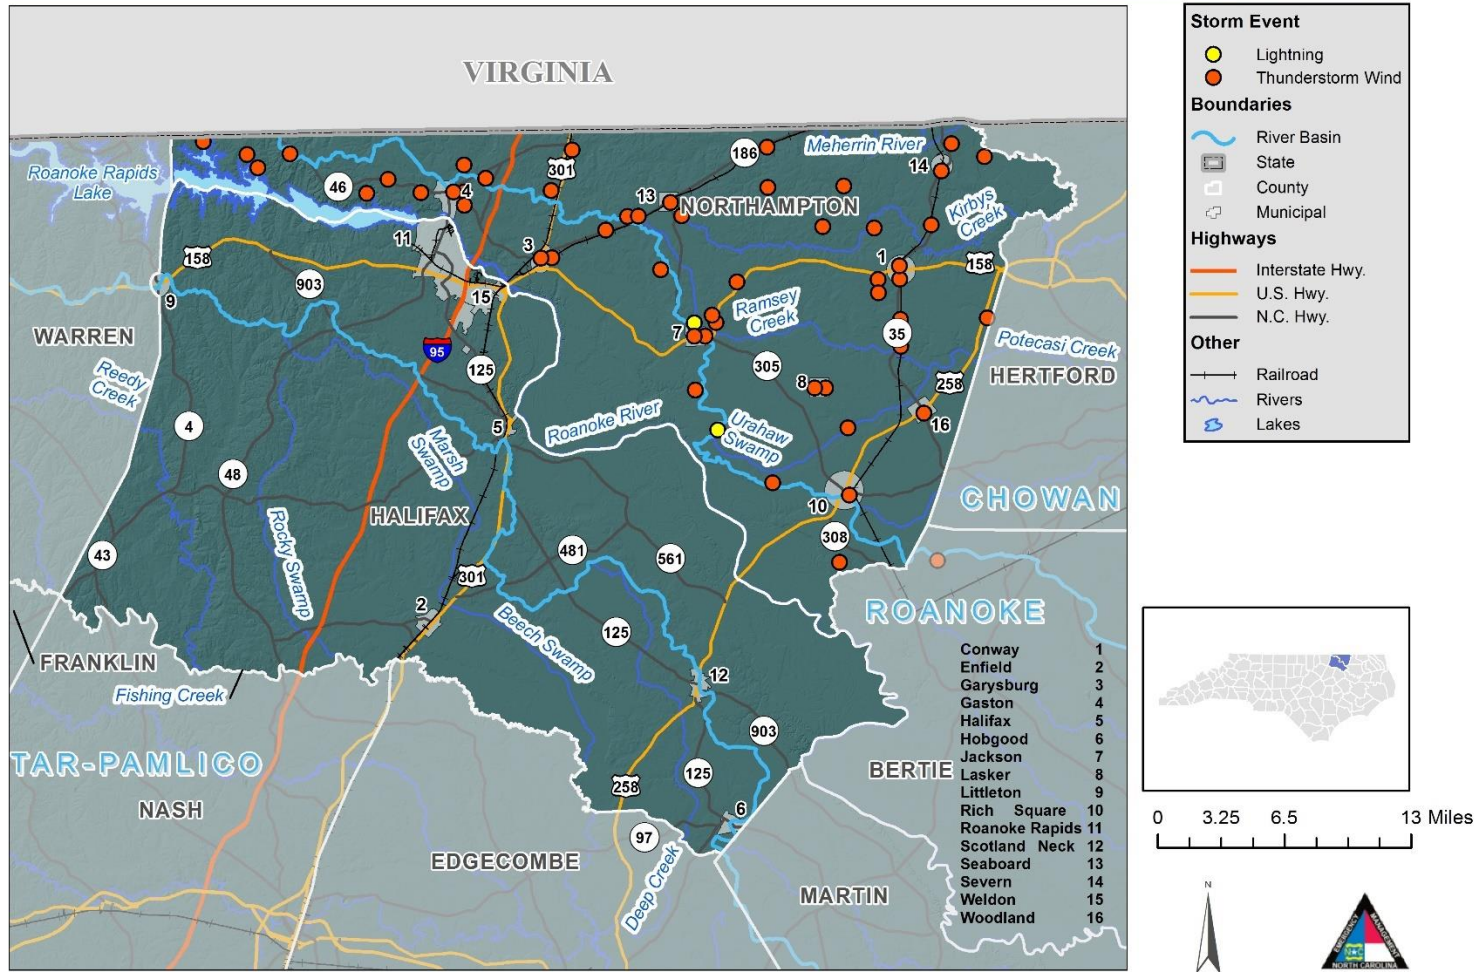 VIRGINIA
Roanoke Rapids
Lake
46
4
301
13
186
Meherrin River
14
NORTHAMPTON
Kirbys
Creek
11
3
1
158
158
903
9
15
WARREN
Reedy
Creek
95
125
7
Ramsey
Creek
35
305
8
Potecasi Creek
HERTFORD
258
16
4
5
Roanoke River
Marsh
Swamp
Urahaw
Swamp
48
HALIFAX
10
CHOWAN
43
Rocky Swamp
481
561
308
301
2
Beech Swamp
125
ROANOKE
FRANKLIN
Fishing Creek
12
903
TAR-PAMLICO
NASH
258
125
BERTIE
6
97
EDGECOMBE
Deep Creek
MARTIN
Conway 1
Enfield 2
Garysburg 3
Gaston 4
Halifax 5
Hobgood 6
Jackson 7
Lasker 8
Littleton 9
Rich Square 10
Roanoke Rapids 11
Scotland Neck 12
Seaboard 13
Severn 14
Weldon 15
Woodland 16
Storm Event
Lightning
Thunderstorm Wind
Boundaries
River Basin
State
County
Municipal
Highways
Interstate Hwy.
U.S. Hwy.
N.C. Hwy.
Other
Railroad
Rivers
Lakes
0 3.25 6.5 13 Miles
N
EMERGENCY
MANAGEMENT
NORTH CAROLINA